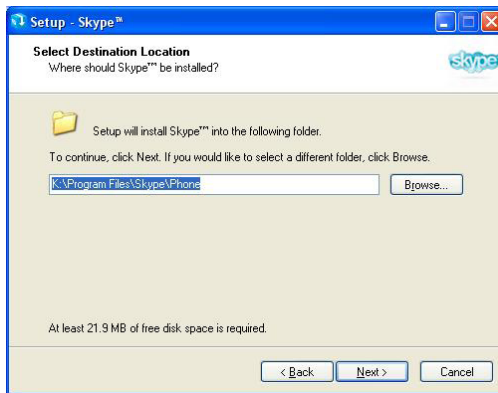 Setup - Skype™
Select Destination Location
Where should Skype™ be installed?
skype
Setup will install Skype™ into the following folder.
To continue, click Next. If you would like to select a different folder, click Browse.
K:\Program Files\Skype\Phone
Browse...
At least 21.9 MB of free disk space is required.
< Back
Next >
Cancel